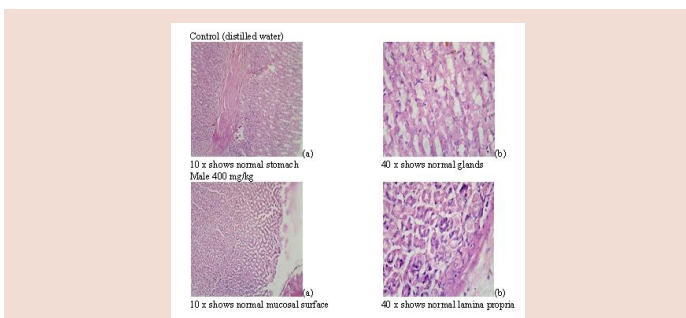 Control (distilled water)
(a)
(b)
10 x shows normal stomach
40 x shows normal glands
Male 400 mg/kg
(a)
(b)
10 x shows normal mucosal surface
40 x shows normal lamina propria